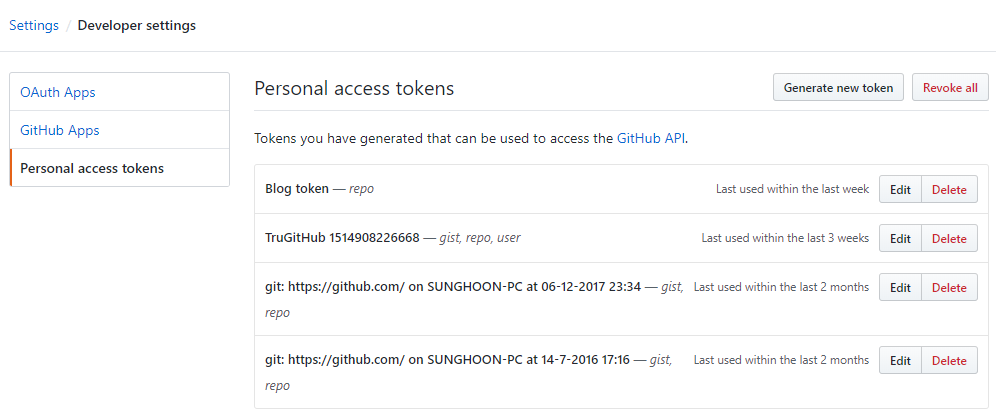 Settings / Developer settings
OAuth Apps
GitHub Apps
Personal access tokens
Personal access tokens
Generate new token
Revoke all
Tokens you have generated that can be used to access the GitHub API.
Blog token — repo
Last used within the last week
Edit
Delete
TruGitHub 1514908226668 — gist, repo, user
Last used within the last 3 weeks
Edit
Delete
git: https://github.com/ on SUNGHOON-PC at 06-12-2017 23:34 — gist,
repo
Last used within the last 2 months
Edit
Delete
git: https://github.com/ on SUNGHOON-PC at 14-7-2016 17:16 — gist,
repo
Last used within the last 2 months
Edit
Delete